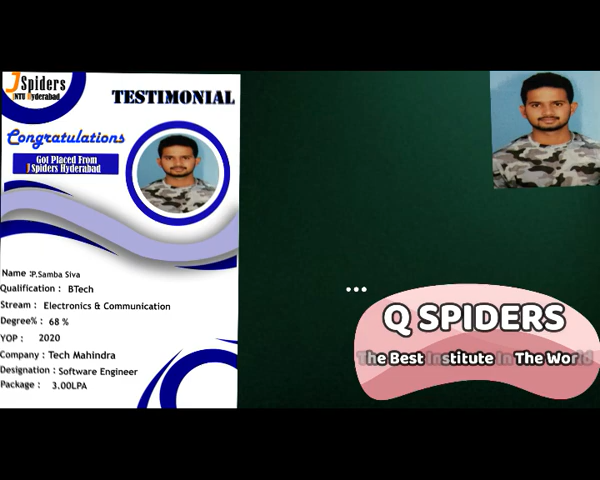 JSpiders
JNTU Hyderabad
TESTIMONIAL
Congratulations
Got Placed From
J Spiders Hyderabad
Name :P.Samba Siva
Qualification : BTech
Stream : Electronics & Communication
Degree% : 68 %
YOP : 2020
Company : Tech Mahindra
Designation : Software Engineer
Package : 3.00LPA
...
Q SPIDERS
The Best Institute In The World